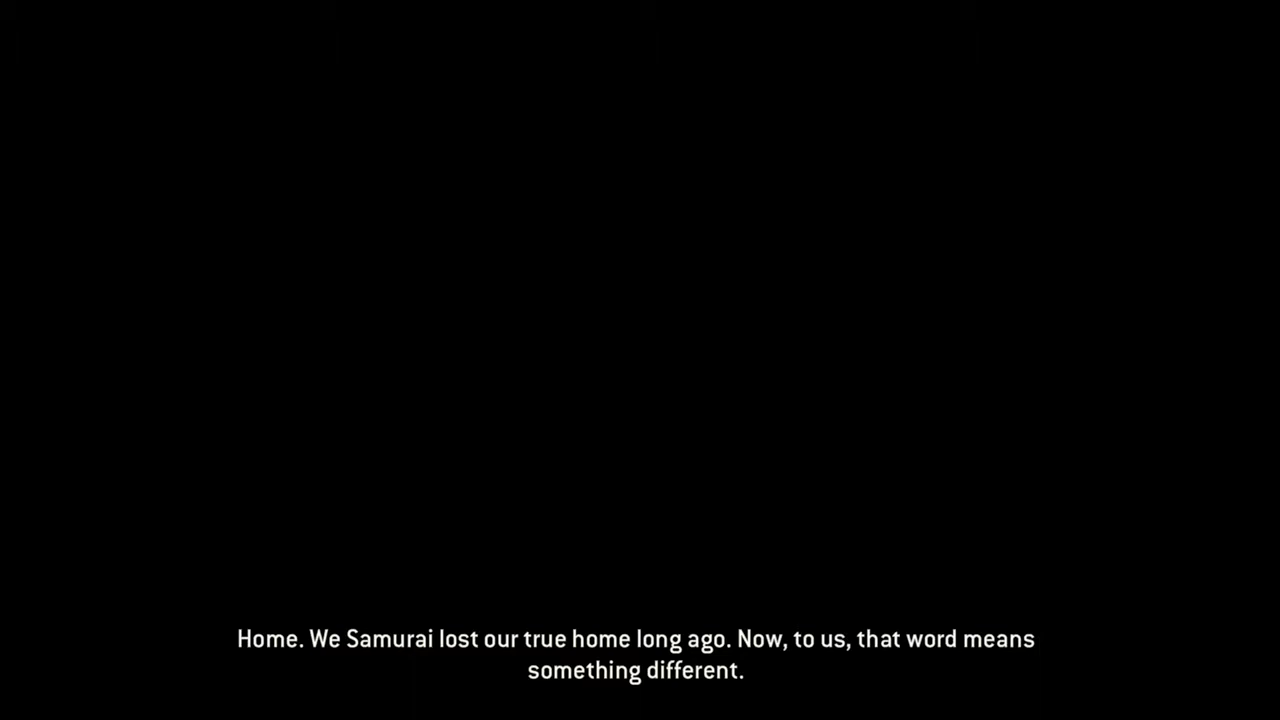 Home. We Samurai lost our true home long ago. Now, to us, that word means
something different.